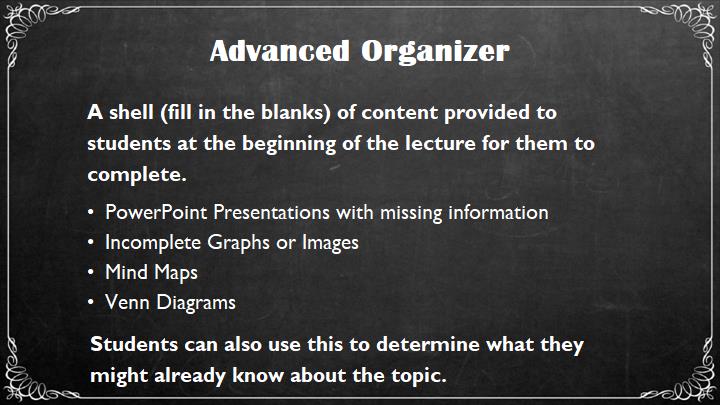 Advanced Organizer
A shell (fill in the blanks) of content provided to
students at the beginning of the lecture for them to
complete.
• PowerPoint Presentations with missing information
• Incomplete Graphs or Images
• Mind Maps
• Venn Diagrams
Students can also use this to determine what they
might already know about the topic.